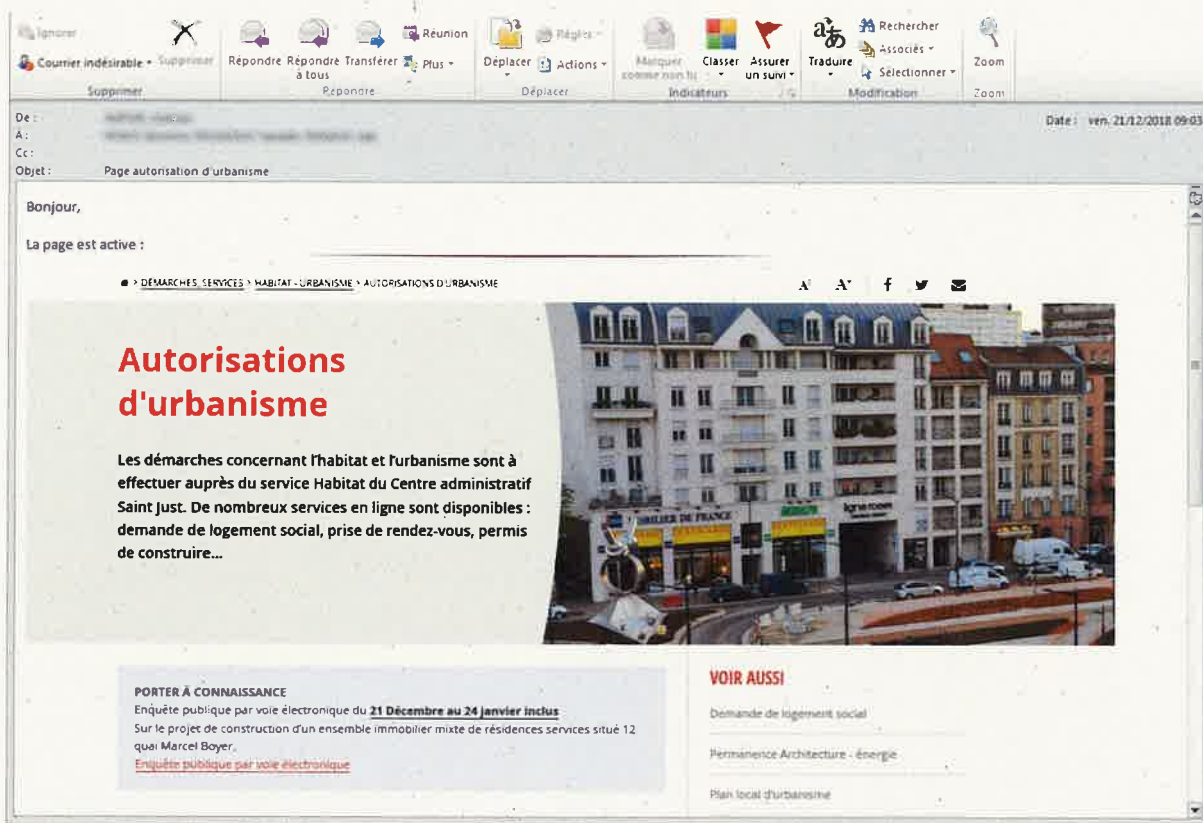 Ignorer
Courrier indésirable
Supprimer
Répondre
Répondre à tous
Transférer
Réunion
Plus
Déplacer
Règles
Actions
Marquer comme non lu
Classer
Assurer un suivi
Traduire
Rechercher
Associés
Sélectionner
Zoom
Supprimer
Répondre
Déplacer
Indicateurs
Modification
Zoom
De :
À :
Cc :
Objet : Page autorisation d'urbanisme
Date : ven. 21/12/2018 09:03
Bonjour,
La page est active :
> DÉMARCHES, SERVICES > HABITAT - URBANISME > AUTORISATIONS D'URBANISME
Autorisations
d'urbanisme
Les démarches concernant l'habitat et l'urbanisme sont à
effectuer auprès du service Habitat du Centre administratif
Saint Just. De nombreux services en ligne sont disponibles :
demande de logement social, prise de rendez-vous, permis
de construire...
ligne roset
PORTER À CONNAISSANCE
Enquête publique par voie électronique du 21 Décembre au 24 janvier inclus
Sur le projet de construction d'un ensemble immobilier mixte de résidences services situé 12
quai Marcel Boyer.
Enquête publique par voie électronique
VOIR AUSSI
Demande de logement social
Permanence Architecture - énergie
Plan local d'urbanisme